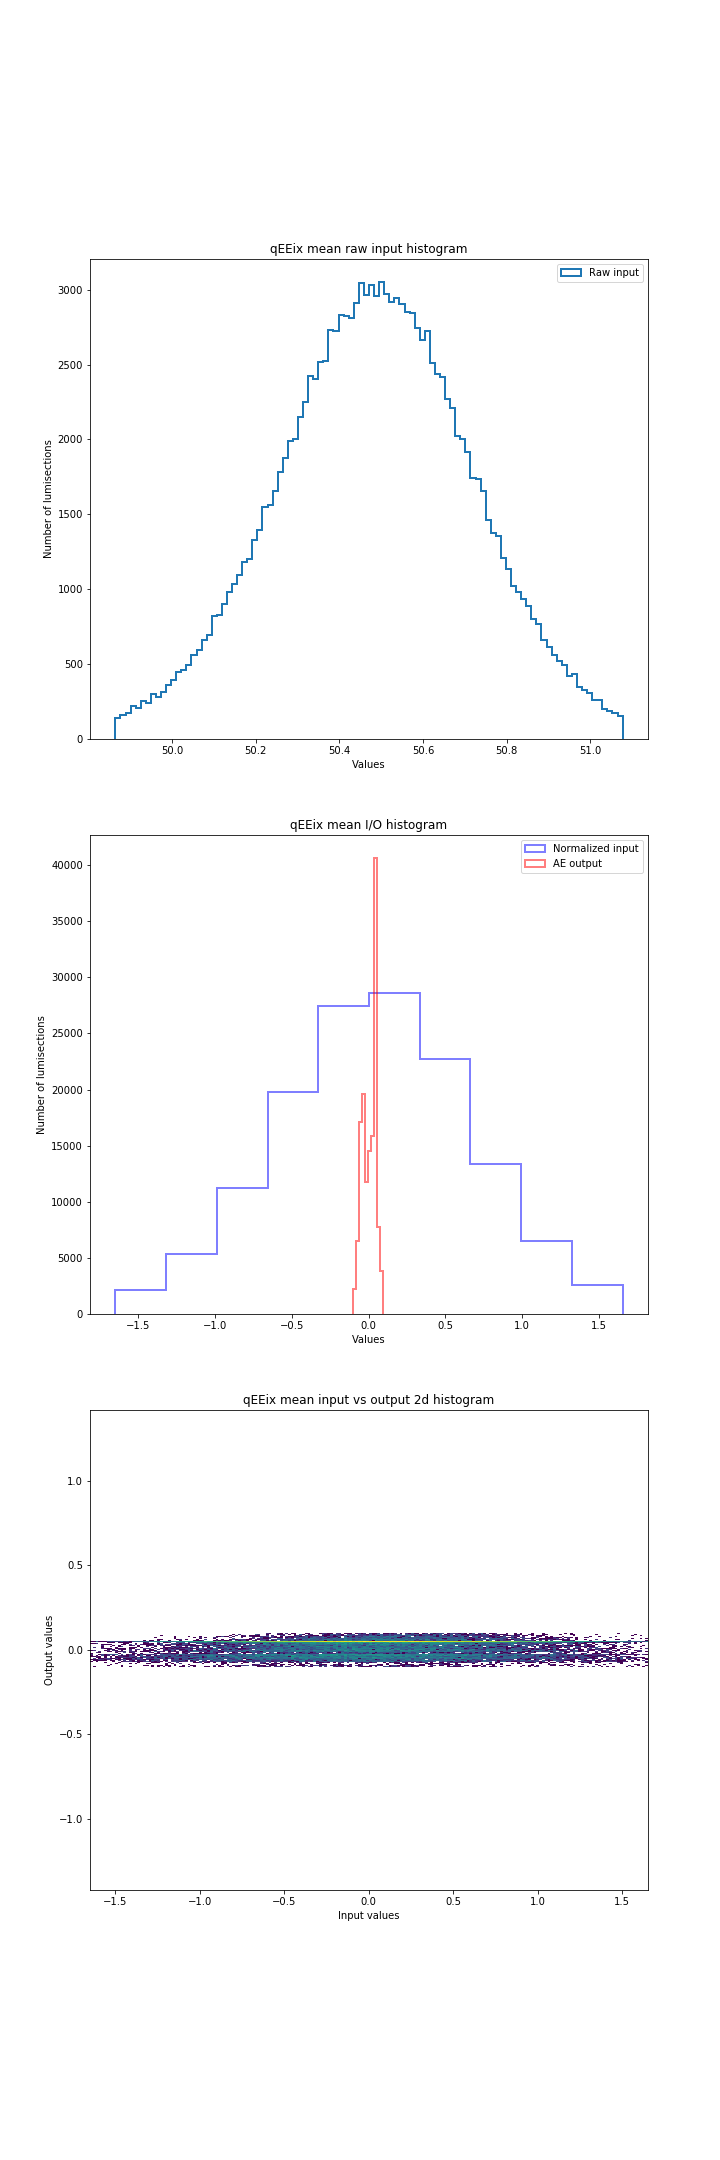 qEEix mean raw input histogram
Raw input
3000
2500
2000
1500
1000
500
0
Number of lumisections
50.0 50.2 50.4 50.6 50.8 51.0
Values
qEEix mean I/O histogram
Normalized input
AE output
40000
35000
30000
25000
20000
15000
10000
5000
0
Number of lumisections
−1.5 −1.0 −0.5 0.0 0.5 1.0 1.5
Values
qEEix mean input vs output 2d histogram
1.0
0.5
0.0
−0.5
−1.0
Output values
−1.5 −1.0 −0.5 0.0 0.5 1.0 1.5
Input values